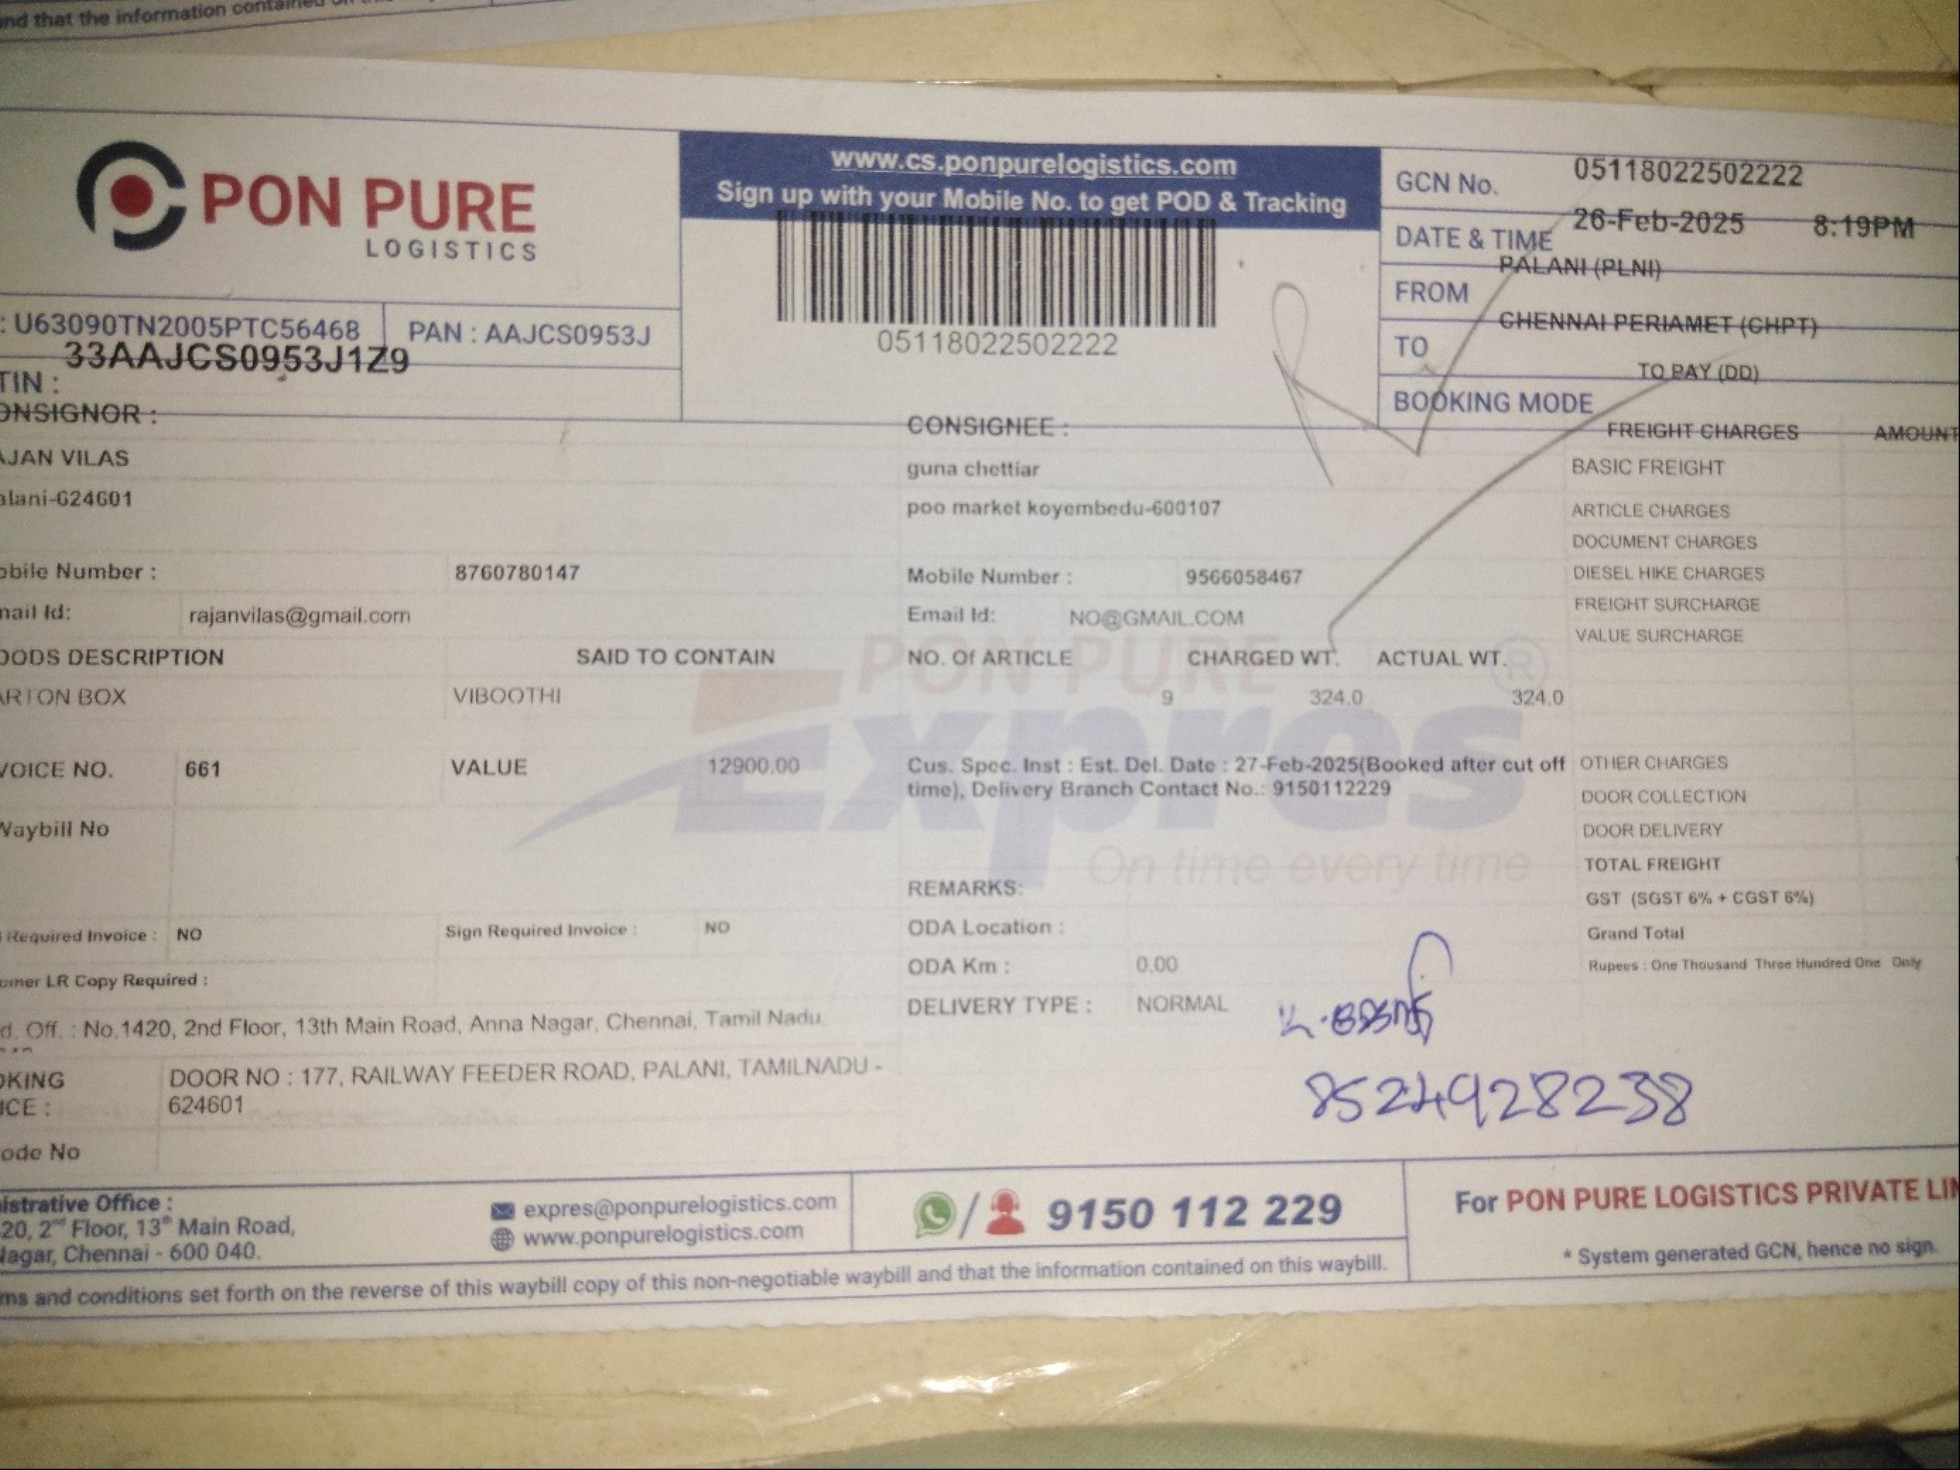 and that the information contained on this
PON PURE
LOGISTICS
www.cs.ponpurelogistics.com
Sign up with your Mobile No. to get POD & Tracking
05118022502222
GCN No. 05118022502222
DATE & TIME 26-Feb-2025 8:19PM
FROM PALANI (PLNI)
TO CHENNAI PERIAMET (CHPT)
BOOKING MODE TO PAY (DD)
: U63090TN2005PTC56468 PAN : AAJCS0953J
33AAJCS0953J1Z9
TIN :
ONSIGNOR :
AJAN VILAS
alani-624601
obile Number : 8760780147
mail Id: rajanvilas@gmail.com
CONSIGNEE :
guna chettiar
poo market koyembedu-600107
Mobile Number : 9566058467
Email Id: NO@GMAIL.COM
FREIGHT CHARGES AMOUNT
BASIC FREIGHT
ARTICLE CHARGES
DOCUMENT CHARGES
DIESEL HIKE CHARGES
FREIGHT SURCHARGE
VALUE SURCHARGE
OODS DESCRIPTION SAID TO CONTAIN NO. Of ARTICLE CHARGED WT. ACTUAL WT.
ARTON BOX VIBOOTHI 9 324.0 324.0
PON PURE
Expres ®
On time every time
VOICE NO. 661 VALUE 12900.00
Cus. Spec. Inst : Est. Del. Date : 27-Feb-2025(Booked after cut off
time), Delivery Branch Contact No.: 9150112229
OTHER CHARGES
DOOR COLLECTION
DOOR DELIVERY
TOTAL FREIGHT
GST (SGST 6% + CGST 6%)
Grand Total
Rupees : One Thousand Three Hundred One Only
Waybill No
REMARKS:
Required Invoice : NO Sign Required Invoice : NO
ODA Location :
ODA Km : 0.00
DELIVERY TYPE : NORMAL
omer LR Copy Required :
d. Off. : No.1420, 2nd Floor, 13th Main Road, Anna Nagar, Chennai, Tamil Nadu
OKING DOOR NO : 177, RAILWAY FEEDER ROAD, PALANI, TAMILNADU -
ICE : 624601
8524928238
ode No
istrative Office :
20, 2nd Floor, 13th Main Road,
Nagar, Chennai - 600 040.
expres@ponpurelogistics.com
www.ponpurelogistics.com
/ 9150 112 229
For PON PURE LOGISTICS PRIVATE LIM
* System generated GCN, hence no sign.
ms and conditions set forth on the reverse of this waybill copy of this non-negotiable waybill and that the information contained on this waybill.